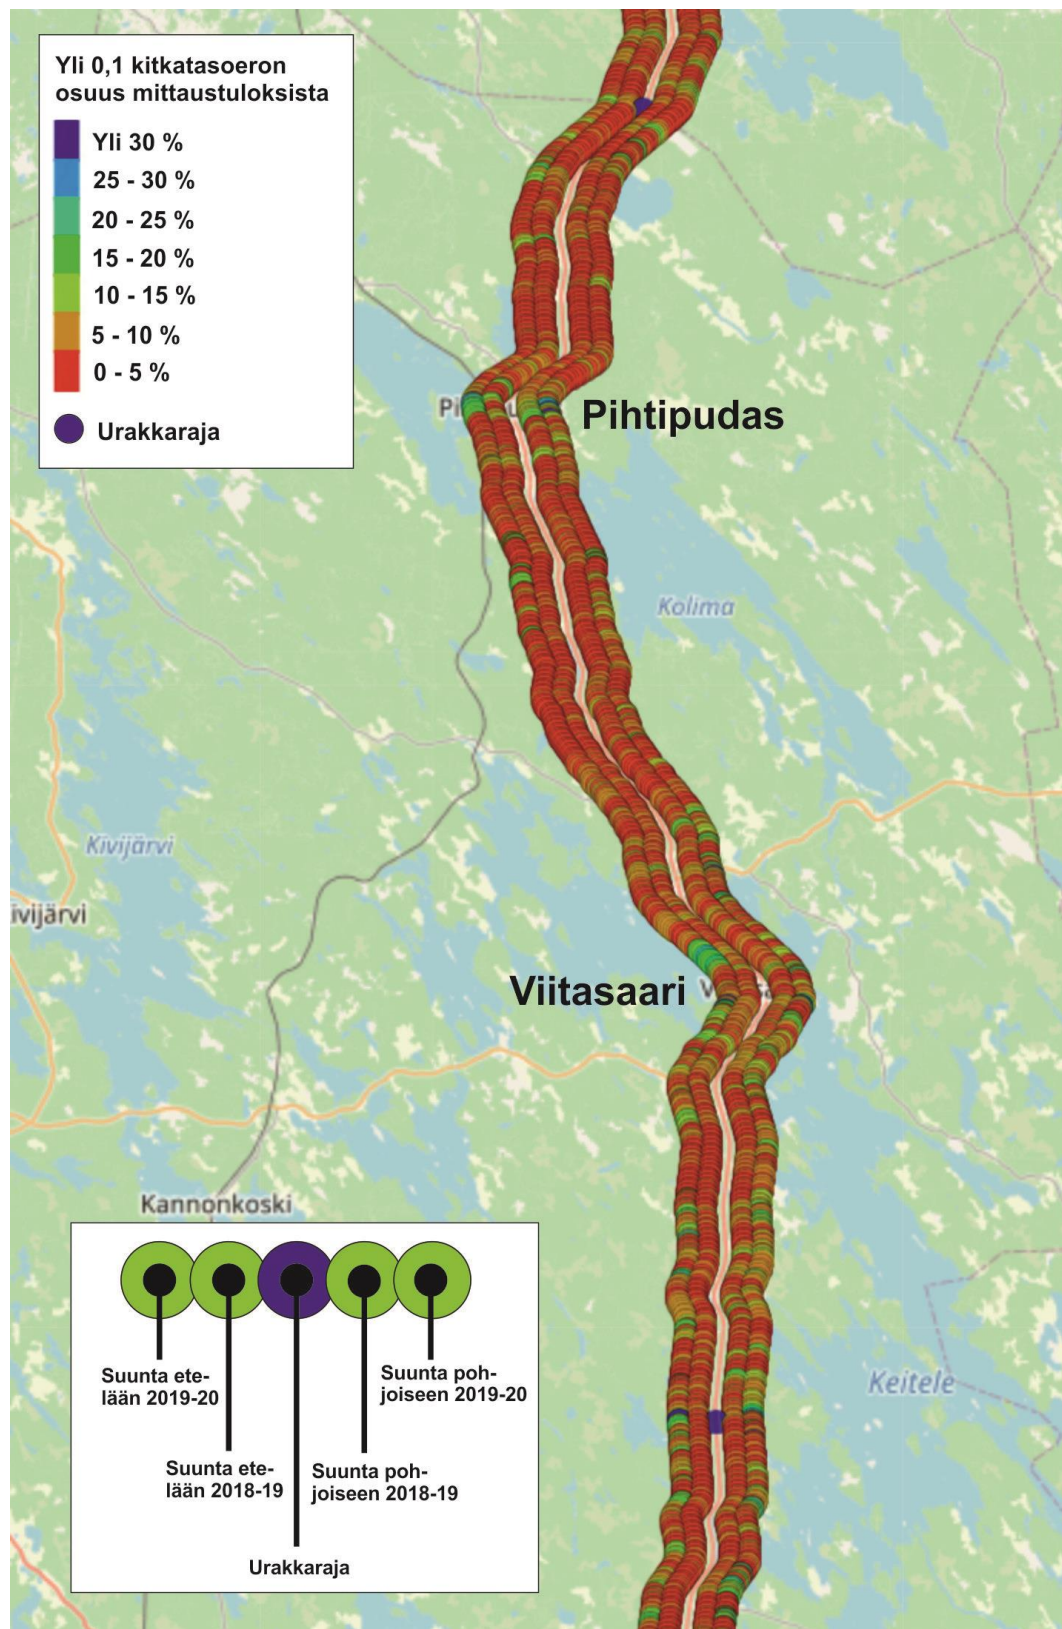 Yli 0,1 kitkatasoeron
osuus mittaustuloksista
Yli 30 %
25 - 30 %
20 - 25 %
15 - 20 %
10 - 15 %
5 - 10 %
0 - 5 %
Urakkaraja
Pihtipudas
Kolima
Kivijärvi
ivijärvi
Viitasaari
Kannonkoski
Keitele
Suunta ete-
lään 2019-20
Suunta poh-
joiseen 2019-20
Suunta ete-
lään 2018-19
Suunta poh-
joiseen 2018-19
Urakkaraja